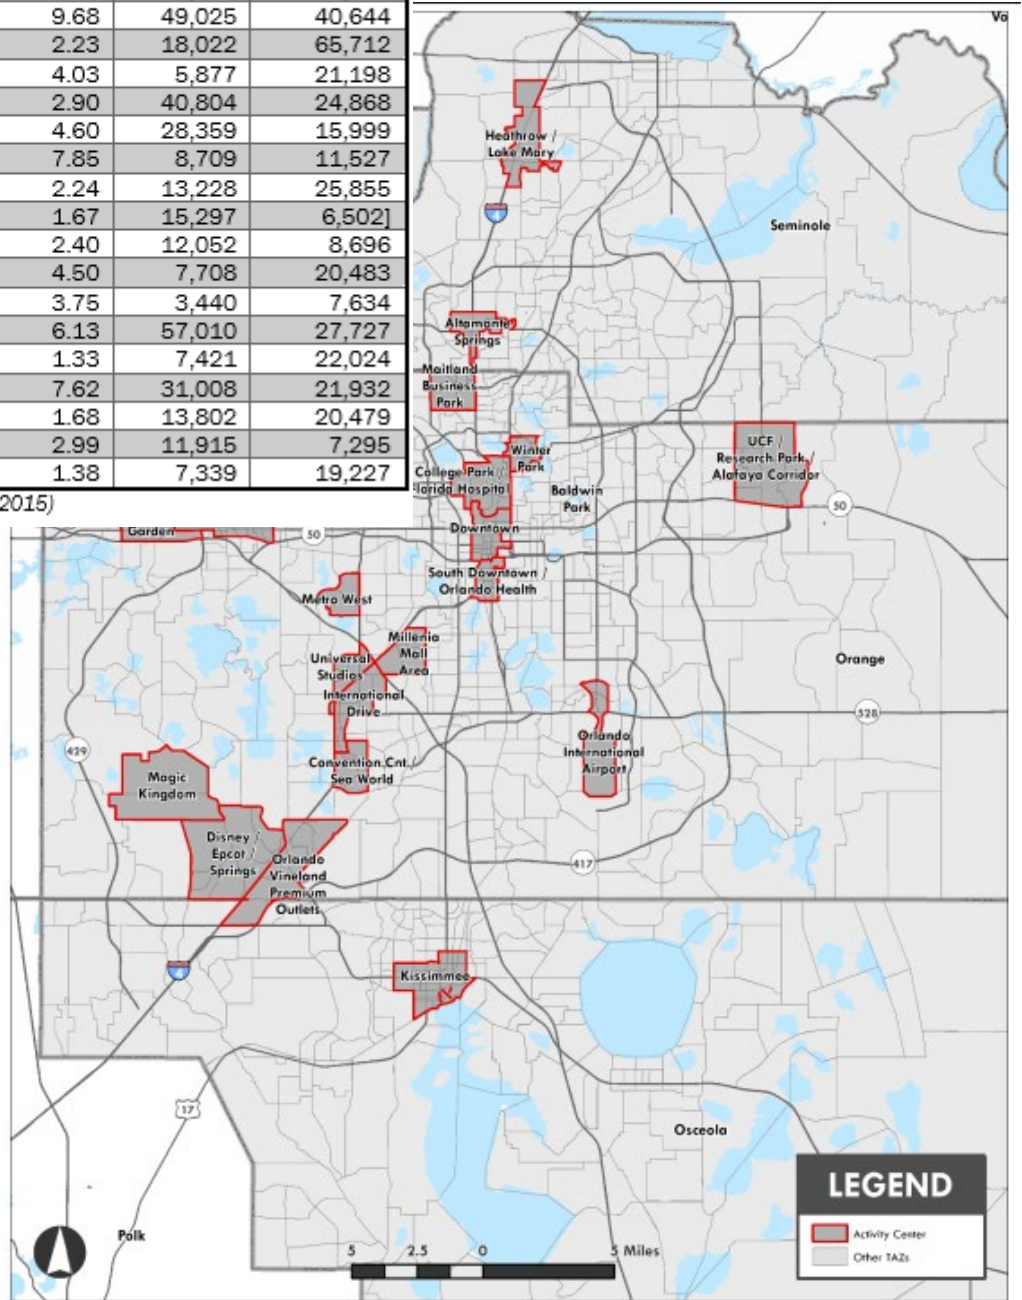 9.68 49,025 40,644
2.23 18,022 65,712
4.03 5,877 21,198
2.90 40,804 24,868
4.60 28,359 15,999
7.85 8,709 11,527
2.24 13,228 25,855
1.67 15,297 6,502]
2.40 12,052 8,696
4.50 7,708 20,483
3.75 3,440 7,634
6.13 57,010 27,727
1.33 7,421 22,024
7.62 31,008 21,932
1.68 13,802 20,479
2.99 11,915 7,295
1.38 7,339 19,227
2015)
Vo
Heathrow /
Lake Mary
4
Seminole
Altamonte
Springs
Maitland
Business
Park
Winter
Park
UCF /
Research Park /
Alafaya Corridor
College Park /
lorida Hospital
Baldwin
Park
50
Downtown
Garden
50
South Downtown /
Orlando Health
Metro West
Millenia
Mall
Area
Universal
Studios
International
Drive
Orange
528
429
Orlando
International
Airport
Convention Cnt. /
Sea World
Magic
Kingdom
Disney /
Epcot /
Springs
Orlando
Vineland
Premium
Outlets
417
4
Kissimmee
17
Osceola
Polk
5 2.5 0 5 Miles
LEGEND
Activity Center
Other TAZs